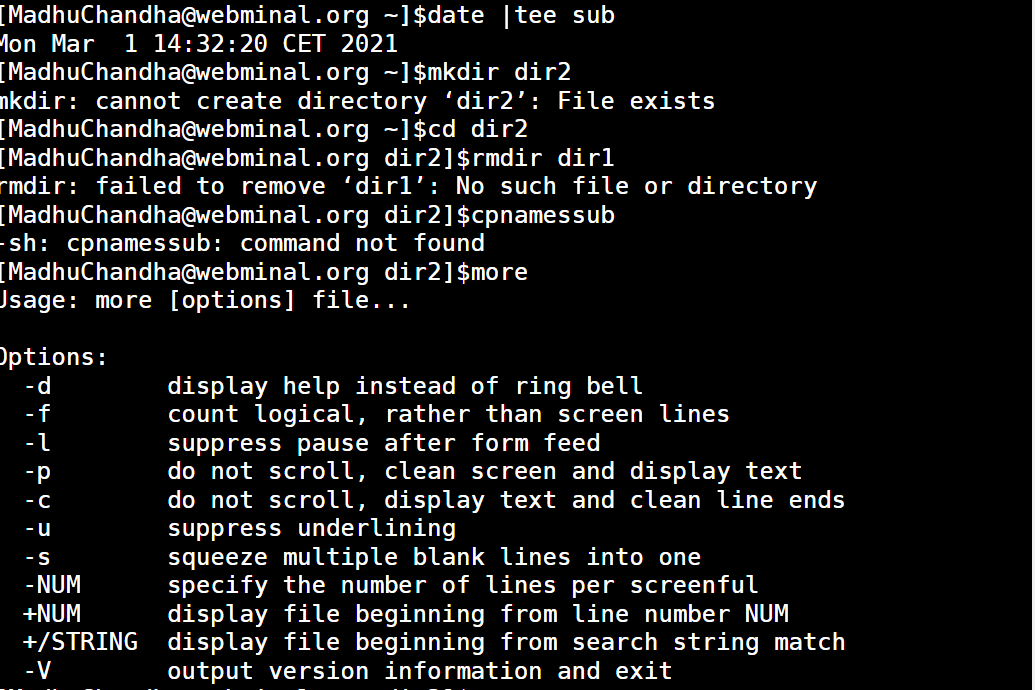 [MadhuChandha@webminal.org ~]$date |tee sub
Mon Mar  1 14:32:20 CET 2021
[MadhuChandha@webminal.org ~]$mkdir dir2
mkdir: cannot create directory ‘dir2’: File exists
[MadhuChandha@webminal.org ~]$cd dir2
[MadhuChandha@webminal.org dir2]$rmdir dir1
rmdir: failed to remove ‘dir1’: No such file or directory
[MadhuChandha@webminal.org dir2]$cpnamessub
-sh: cpnamessub: command not found
[MadhuChandha@webminal.org dir2]$more
Usage: more [options] file...

Options:
  -d        display help instead of ring bell
  -f        count logical, rather than screen lines
  -l        suppress pause after form feed
  -p        do not scroll, clean screen and display text
  -c        do not scroll, display text and clean line ends
  -u        suppress underlining
  -s        squeeze multiple blank lines into one
  -NUM      specify the number of lines per screenful
  +NUM      display file beginning from line number NUM
  +/STRING  display file beginning from search string match
  -V        output version information and exit